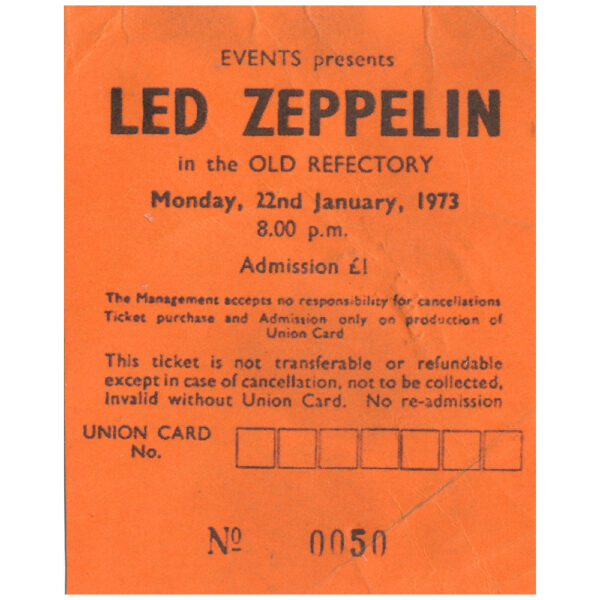 EVENTS presents
LED ZEPPELIN
in the OLD REFECTORY
Monday, 22nd January, 1973
8.00 p.m.
Admission £1
The Management accepts no responsibility for cancellations
Ticket purchase and Admission only on production of
Union Card
This ticket is not transferable or refundable
except in case of cancellation, not to be collected,
Invalid without Union Card. No re-admission
UNION CARD
No.
Nº 0050